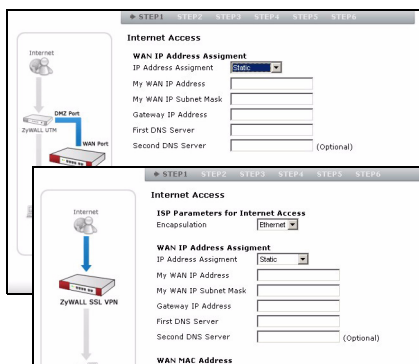 STEP1 STEP2 STEP3 STEP4 STEP5 STEP6
Internet Access
Internet
DMZ Port
ZyWALL UTM
WAN Port
WAN IP Address Assigment
IP Address Assigment Static
My WAN IP Address
My WAN IP Subnet Mask
Gateway IP Address
First DNS Server
Second DNS Server (Optional)
STEP1 STEP2 STEP3 STEP4 STEP5 STEP6
Internet Access
Internet
ZyWALL SSL VPN
ISP Parameters for Internet Access
Encapsulation Ethernet
WAN IP Address Assigment
IP Address Assigment Static
My WAN IP Address
My WAN IP Subnet Mask
Gateway IP Address
First DNS Server
Second DNS Server (Optional)
WAN MAC Address